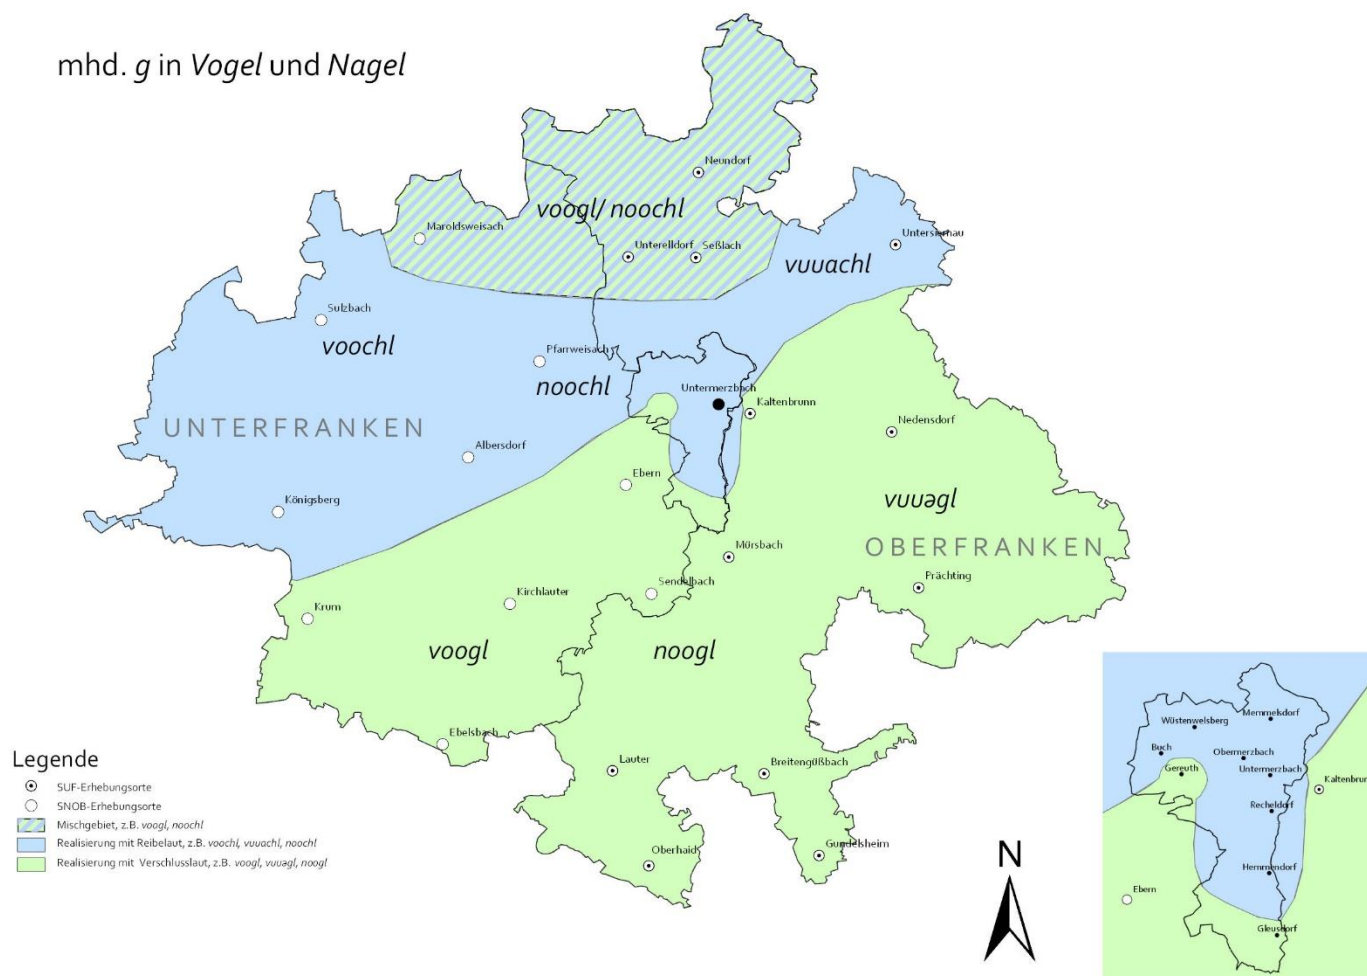 mhd. g in Vogel und Nagel
Neundorf
voogl/ noochl
Maroldsweisach
Unterelldorf
Seßlach
Untersiemau
vuuachl
Sulzbach
voochl
Pfarrweisach
noochl
Untermerzbach
Kaltenbrunn
UNTERFRANKEN
Nedensdorf
Albersdorf
Ebern
Königsberg
vuuəgl
Mürsbach
OBERFRANKEN
Prächting
Sendelbach
Kirchlauter
Krum
voogl
noogl
Ebelsbach
Lauter
Breitengüßbach
Oberhaid
Gundelsheim
Legende
SUF-Erhebungsorte
SNOB-Erhebungsorte
Mischgebiet, z.B. voogl, noochl
Realisierung mit Reibelaut, z.B. voochl, vuuachl, noochl
Realisierung mit Verschlusslaut, z.B. voogl, vuuəgl, noogl
N
Memmelsdorf
Wüstenwelsberg
Buch
Obermerzbach
Gereuth
Untermerzbach
Kaltenbrunn
Recheldorf
Hemmendorf
Ebern
Gleusdorf